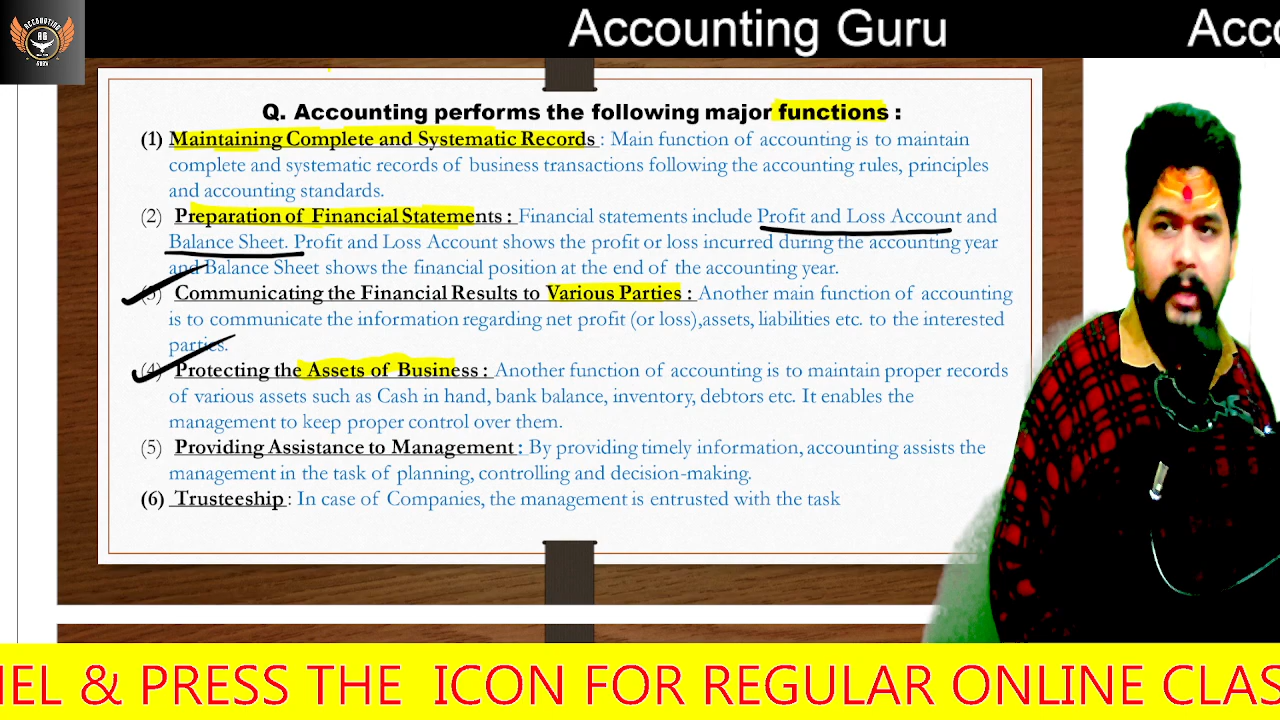 ACCOUNTING
AG
GURU
Accounting Guru
Acco
Q. Accounting performs the following major functions :
(1) Maintaining Complete and Systematic Records : Main function of accounting is to maintain
complete and systematic records of business transactions following the accounting rules, principles
and accounting standards.
(2) Preparation of Financial Statements : Financial statements include Profit and Loss Account and
Balance Sheet. Profit and Loss Account shows the profit or loss incurred during the accounting year
and Balance Sheet shows the financial position at the end of the accounting year.
(3) Communicating the Financial Results to Various Parties : Another main function of accounting
is to communicate the information regarding net profit (or loss),assets, liabilities etc. to the interested
parties.
(4) Protecting the Assets of Business : Another function of accounting is to maintain proper records
of various assets such as Cash in hand, bank balance, inventory, debtors etc. It enables the
management to keep proper control over them.
(5) Providing Assistance to Management : By providing timely information, accounting assists the
management in the task of planning, controlling and decision-making.
(6) Trusteeship : In case of Companies, the management is entrusted with the task
NEL & PRESS THE ICON FOR REGULAR ONLINE CLAS